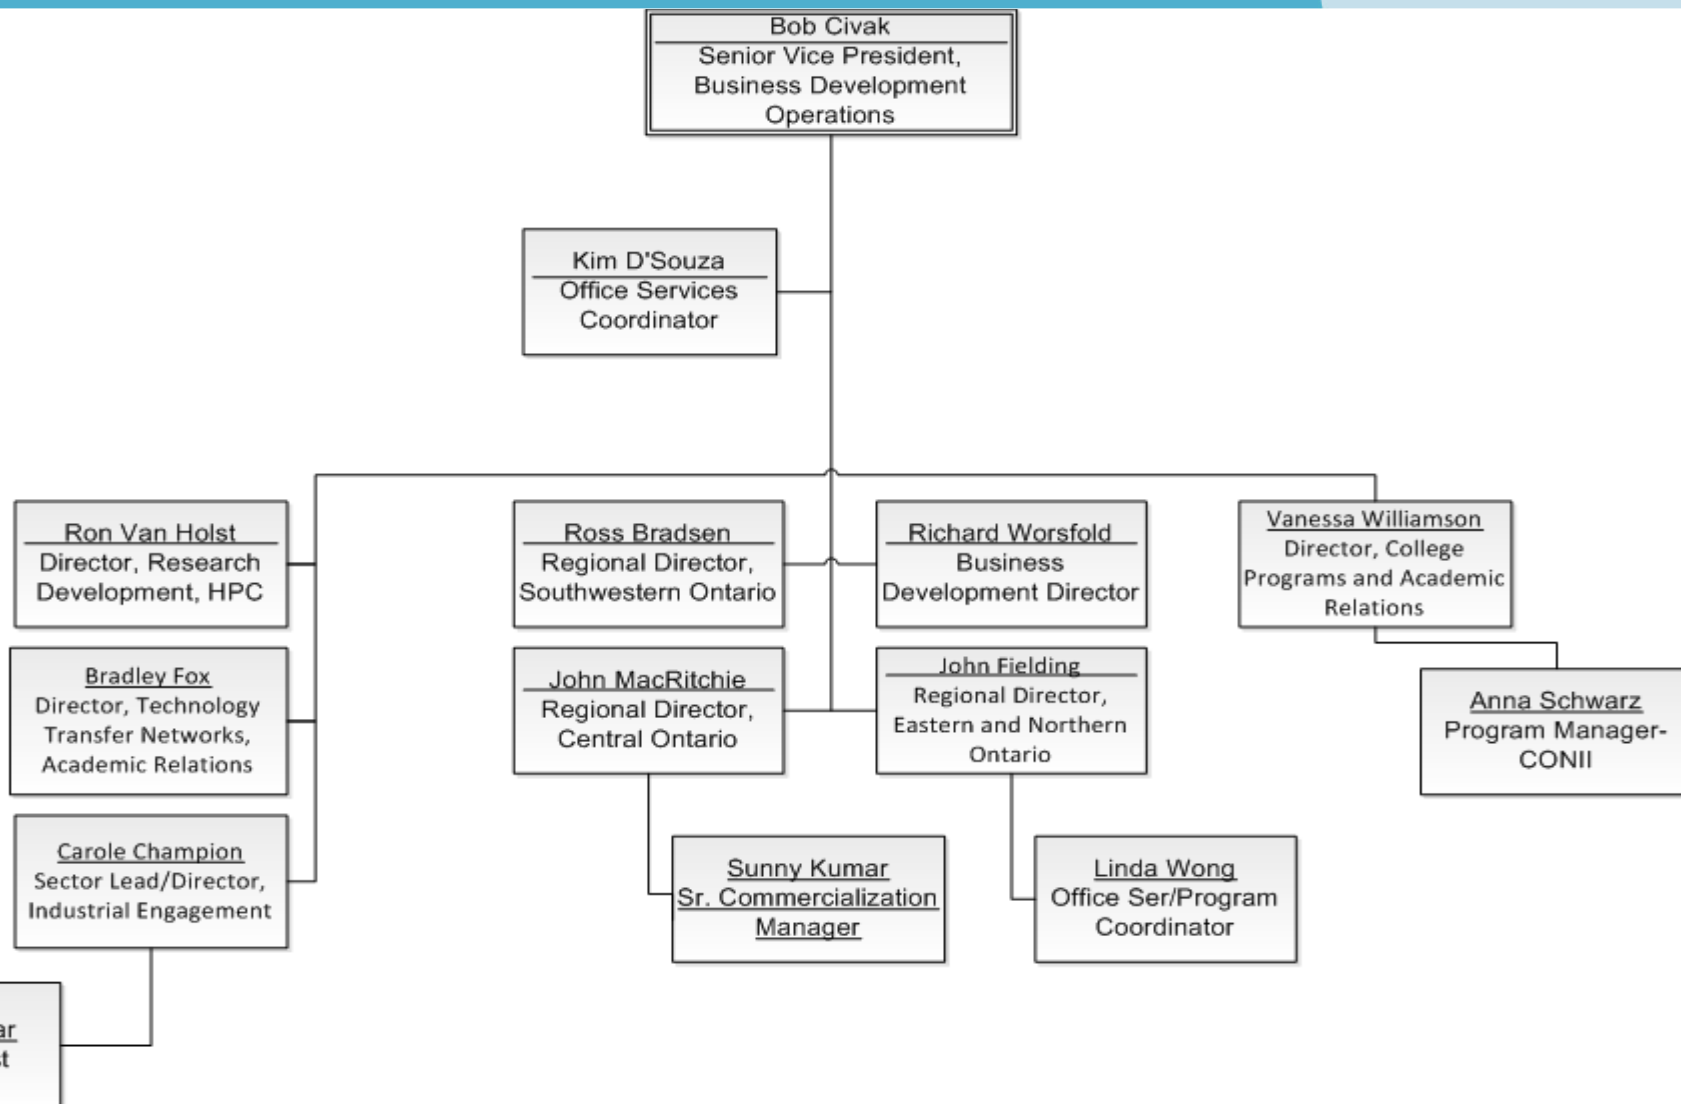 Bob Civak
Senior Vice President,
Business Development
Operations
Kim D'Souza
Office Services
Coordinator
Ron Van Holst
Director, Research
Development, HPC
Ross Bradsen
Regional Director,
Southwestern Ontario
Richard Worsfold
Business
Development Director
Vanessa Williamson
Director, College
Programs and Academic
Relations
Bradley Fox
Director, Technology
Transfer Networks,
Academic Relations
John MacRitchie
Regional Director,
Central Ontario
John Fielding
Regional Director,
Eastern and Northern
Ontario
Anna Schwarz
Program Manager-
CONII
Carole Champion
Sector Lead/Director,
Industrial Engagement
Sunny Kumar
Sr. Commercialization
Manager
Linda Wong
Office Ser/Program
Coordinator